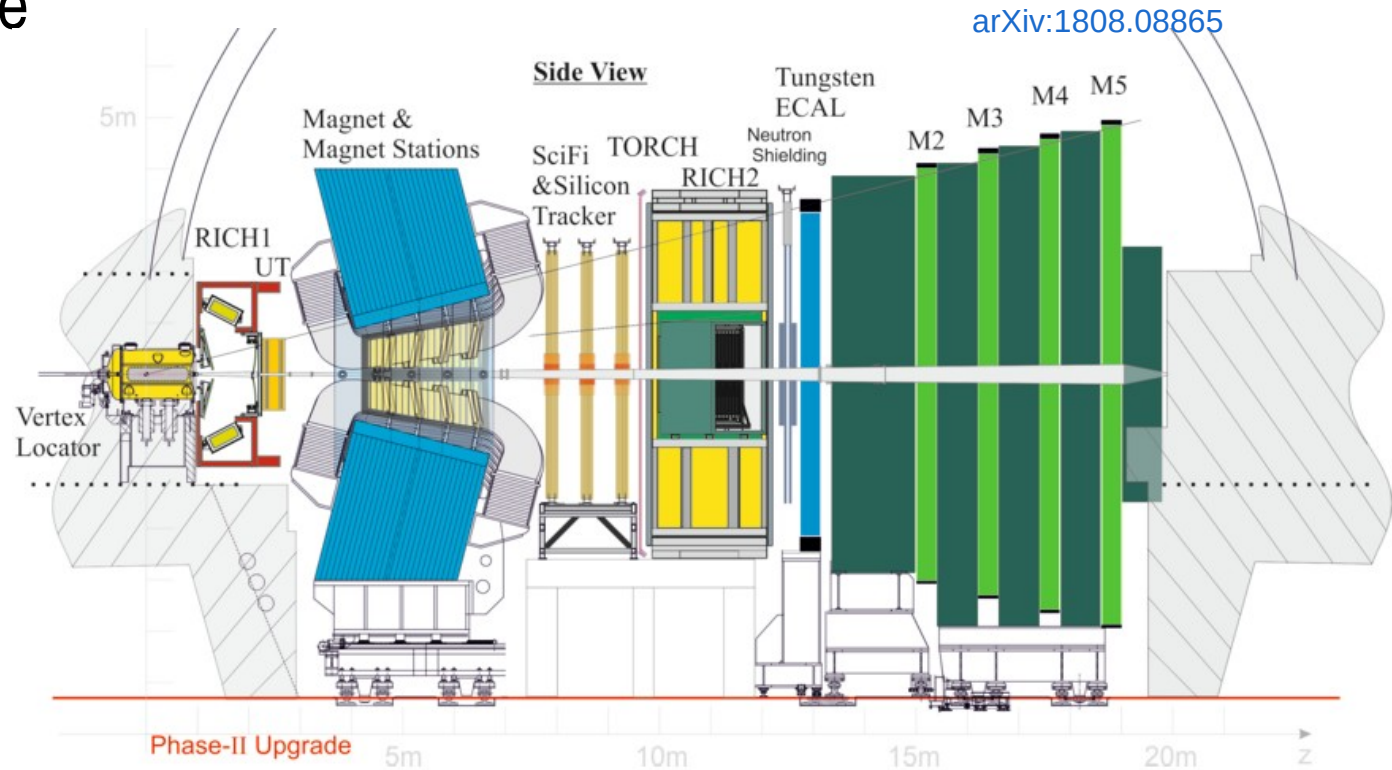 e
arXiv:1808.08865
Side View
Tungsten
ECAL
Neutron
Shielding
M2
M3
M4
M5
5m
Magnet &
Magnet Stations
SciFi
&Silicon
Tracker
TORCH
RICH2
RICH1
UT
Vertex
Locator
Phase-II Upgrade
5m
10m
15m
20m
z